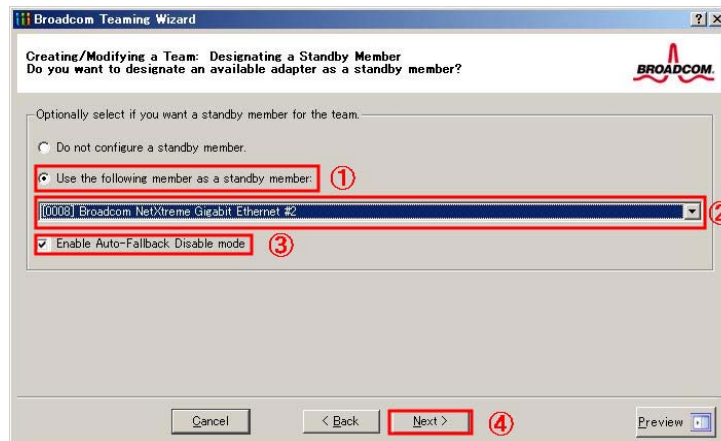 Broadcom Teaming Wizard
Creating/Modifying a Team: Designating a Standby Member
Do you want to designate an available adapter as a standby member?
BROADCOM.
Optionally select if you want a standby member for the team.
Do not configure a standby member.
Use the following member as a standby member: ①
[0008] Broadcom NetXtreme Gigabit Ethernet #2 ②
Enable Auto-Fallback Disable mode ③
Cancel < Back Next > ④ Preview